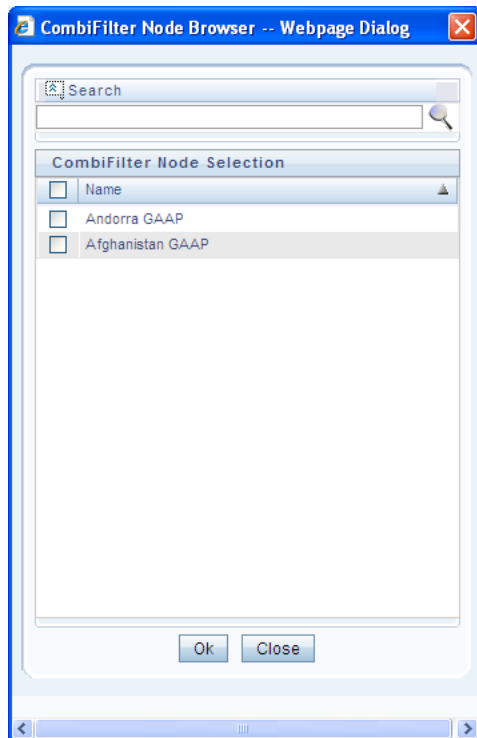 CombiFilter Node Browser -- Webpage Dialog
Search
CombiFilter Node Selection
Name
Andorra GAAP
Afghanistan GAAP
Ok Close